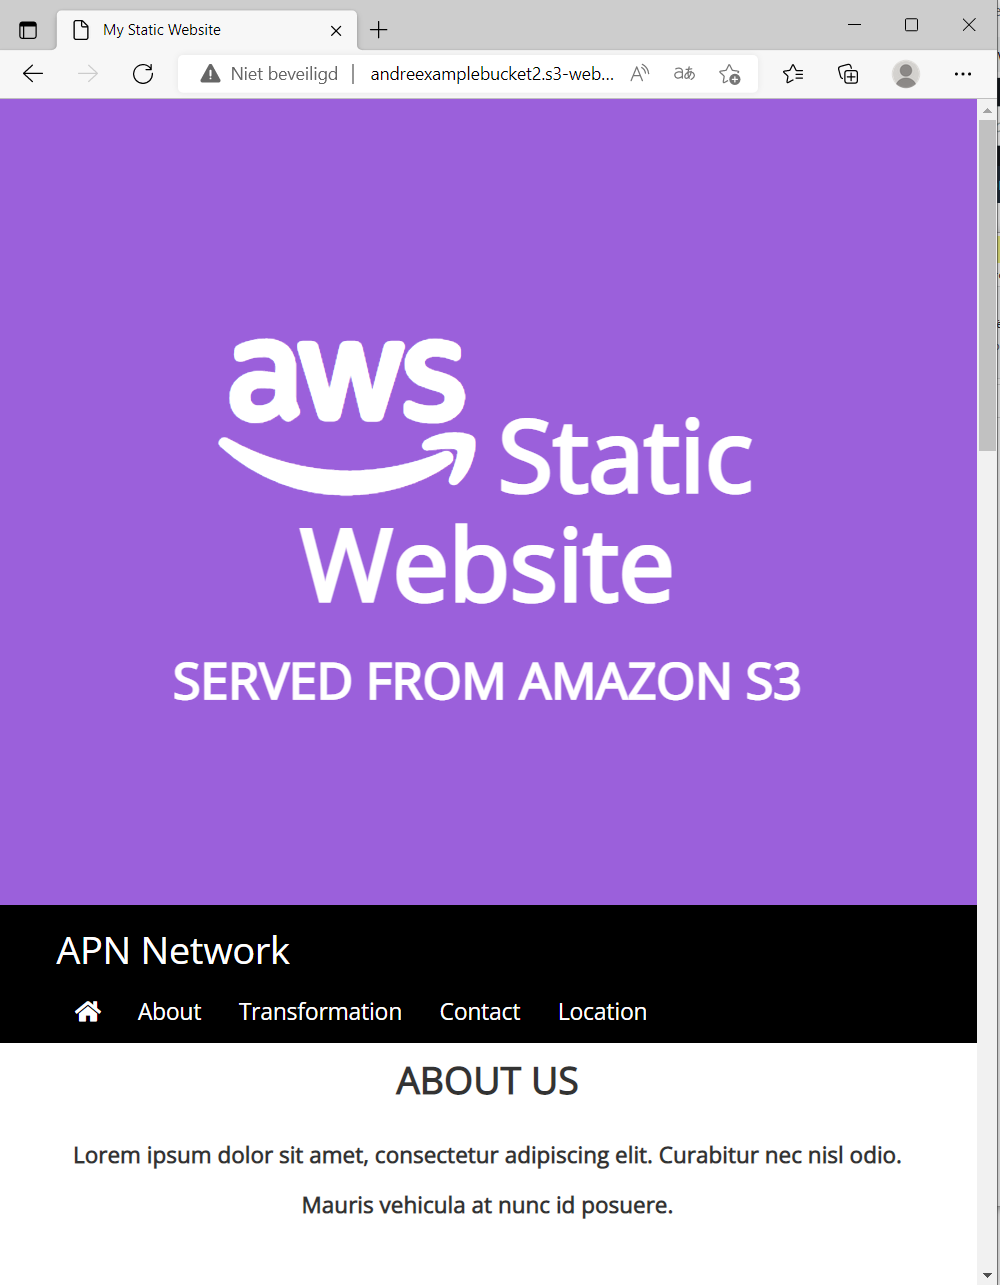 My Static Website
Niet beveiligd | andreexamplebucket2.s3-web...
aws Static
Website
SERVED FROM AMAZON S3
APN Network
About Transformation Contact Location
ABOUT US
Lorem ipsum dolor sit amet, consectetur adipiscing elit. Curabitur nec nisl odio.
Mauris vehicula at nunc id posuere.